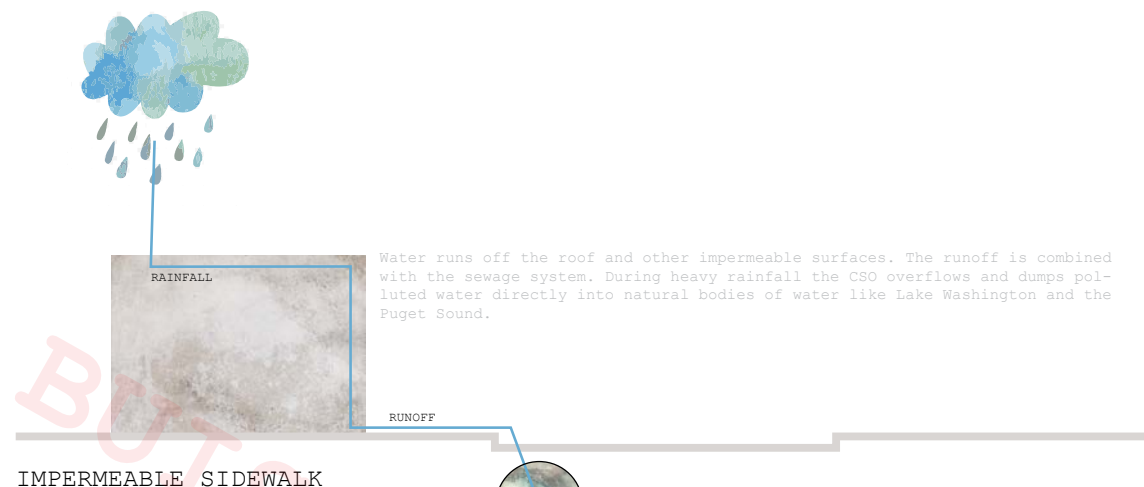 Water runs off the roof and other impermeable surfaces. The runoff is combined
with the sewage system. During heavy rainfall the CSO overflows and dumps pol-
luted water directly into natural bodies of water like Lake Washington and the
Puget Sound.
RAINFALL
RUNOFF
IMPERMEABLE SIDEWALK